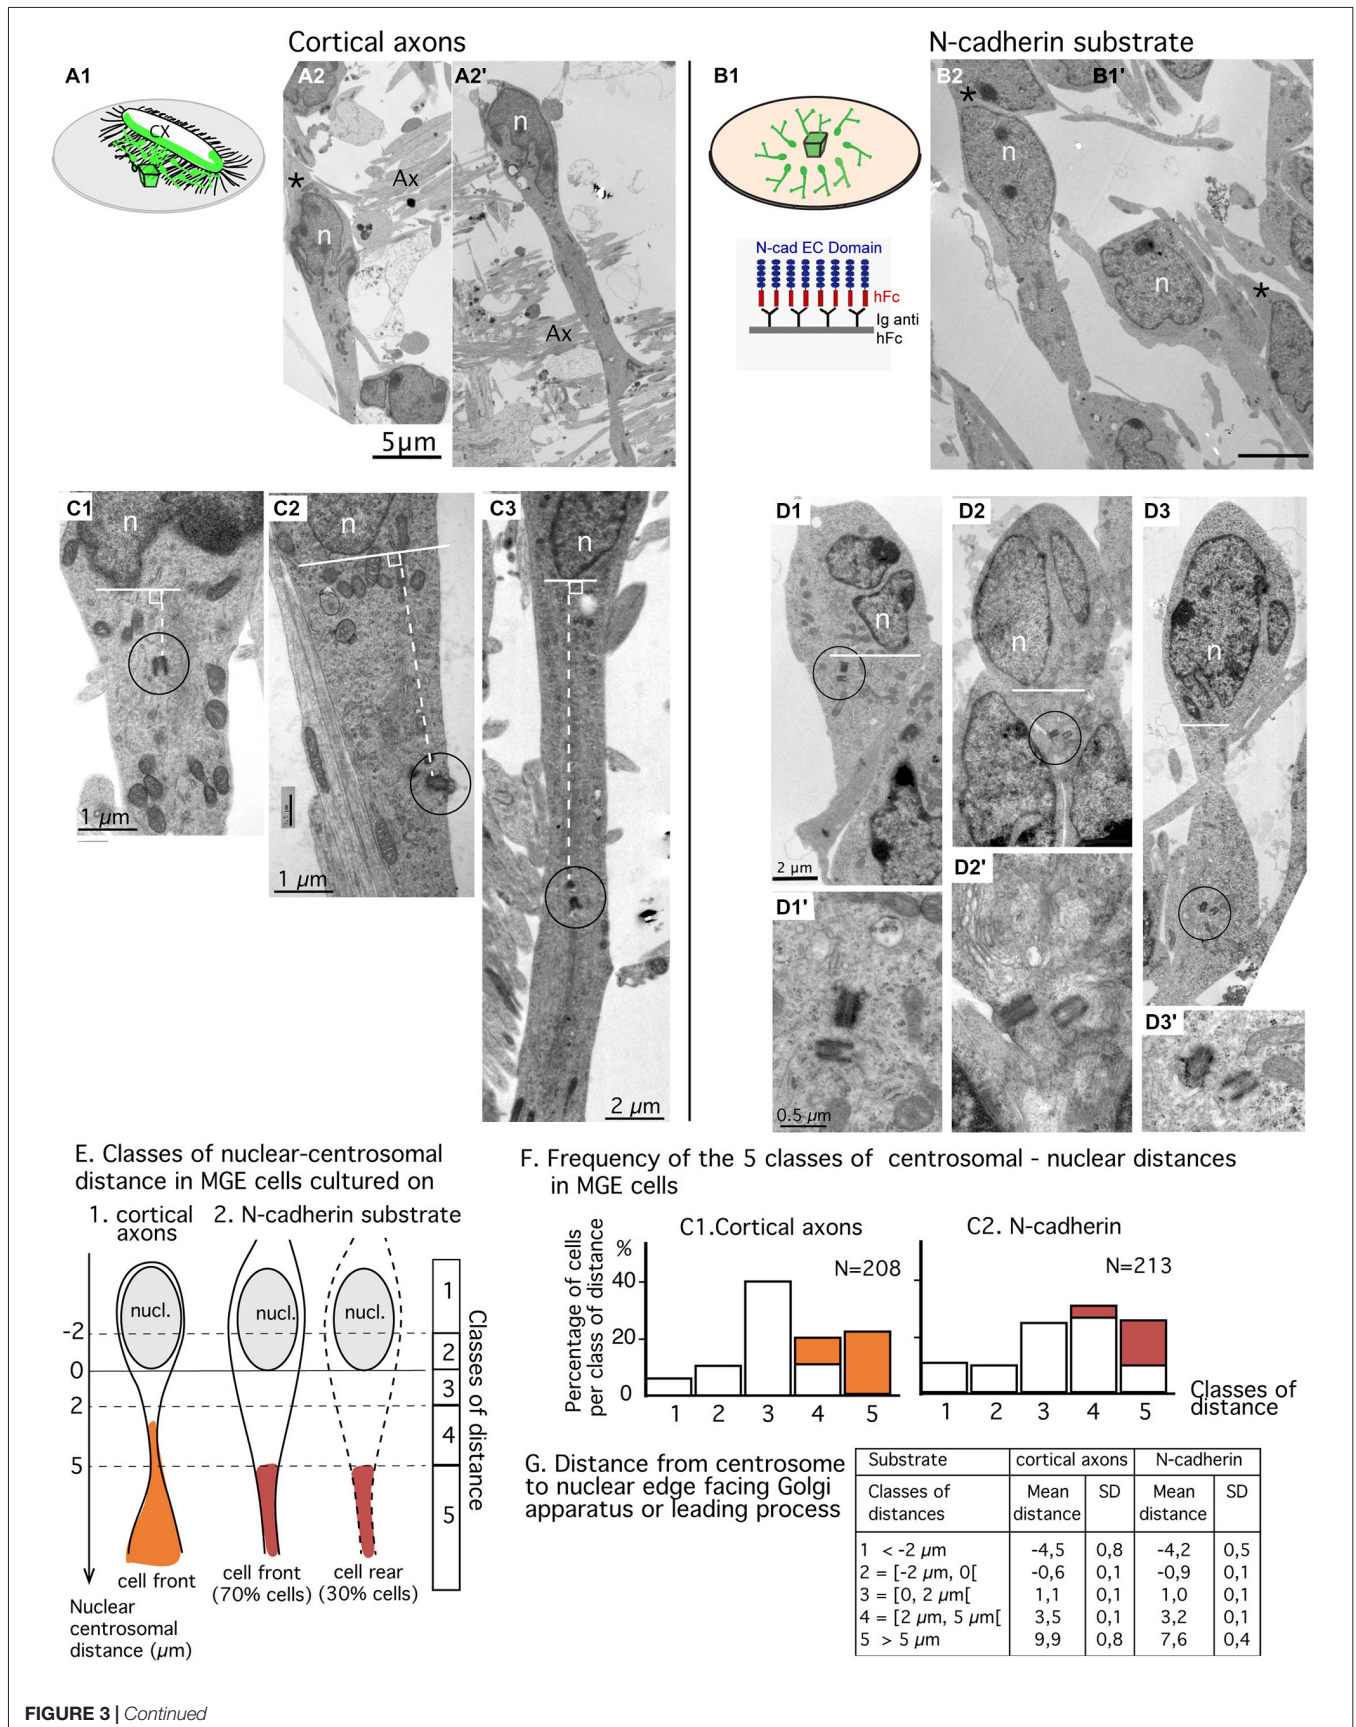 Cortical axons
N-cadherin substrate
A1
A2
A2'
B1
B2
B1'
*
*
*
CX
n
n
Ax
Ax
5µm
n
n
N-cad EC Domain
hFc
Ig anti
hFc
C1
C2
C3
n
n
n
1 µm
1 µm
2 µm
D1
D2
D3
n
n
n
2 µm
D1'
D2'
D3'
0.5 µm
E. Classes of nuclear-centrosomal
distance in MGE cells cultured on
1. cortical
axons
2. N-cadherin substrate
nucl.
nucl.
nucl.
-2
0
2
5
1
2
3
4
5
Classes of distance
cell front
cell front
(70% cells)
cell rear
(30% cells)
Nuclear
centrosomal
distance (µm)
F. Frequency of the 5 classes of centrosomal - nuclear distances
in MGE cells
C1.Cortical axons
C2. N-cadherin
Percentage of cells
per class of distance
%
40
20
0
N=208
N=213
1 2 3 4 5
1 2 3 4 5
Classes of
distance
G. Distance from centrosome
to nuclear edge facing Golgi
apparatus or leading process
Substrate cortical axons N-cadherin
Classes of Mean SD Mean SD
distances distance distance
1 < -2 µm -4,5 0,8 -4,2 0,5
2 = [-2 µm, 0[ -0,6 0,1 -0,9 0,1
3 = [0, 2 µm[ 1,1 0,1 1,0 0,1
4 = [2 µm, 5 µm[ 3,5 0,1 3,2 0,1
5 > 5 µm 9,9 0,8 7,6 0,4
FIGURE 3 | Continued